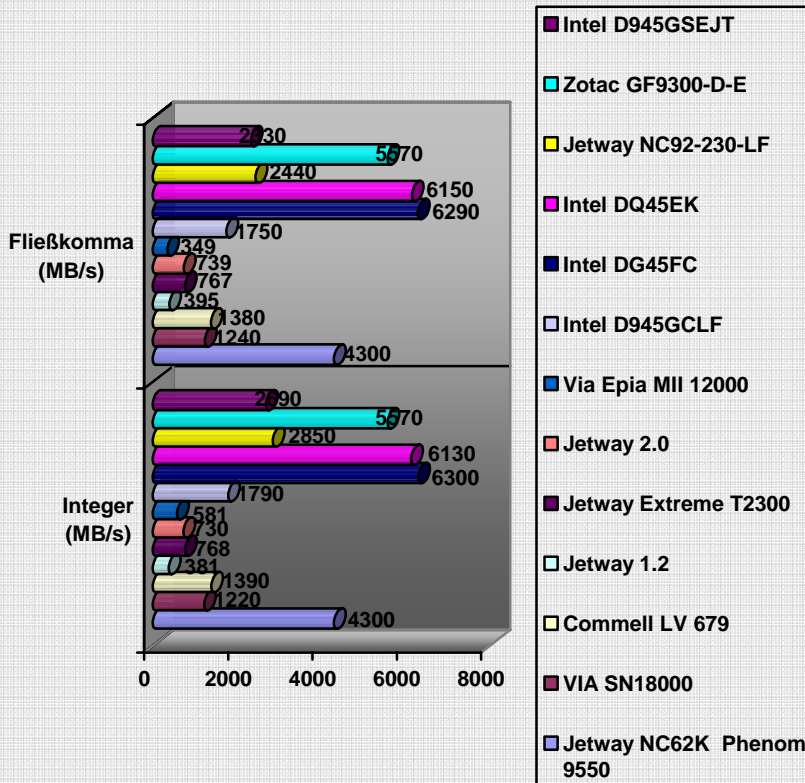 Fließkomma
(MB/s)
2330
5570
2440
6150
6290
1750
349
739
767
395
1380
1240
4300
Integer
(MB/s)
2690
5570
2850
6130
6300
1790
581
730
768
381
1390
1220
4300
0 2000 4000 6000 8000
Intel D945GSEJT
Zotac GF9300-D-E
Jetway NC92-230-LF
Intel DQ45EK
Intel DG45FC
Intel D945GCLF
Via Epia MII 12000
Jetway 2.0
Jetway Extreme T2300
Jetway 1.2
Commell LV 679
VIA SN18000
Jetway NC62K Phenom
9550